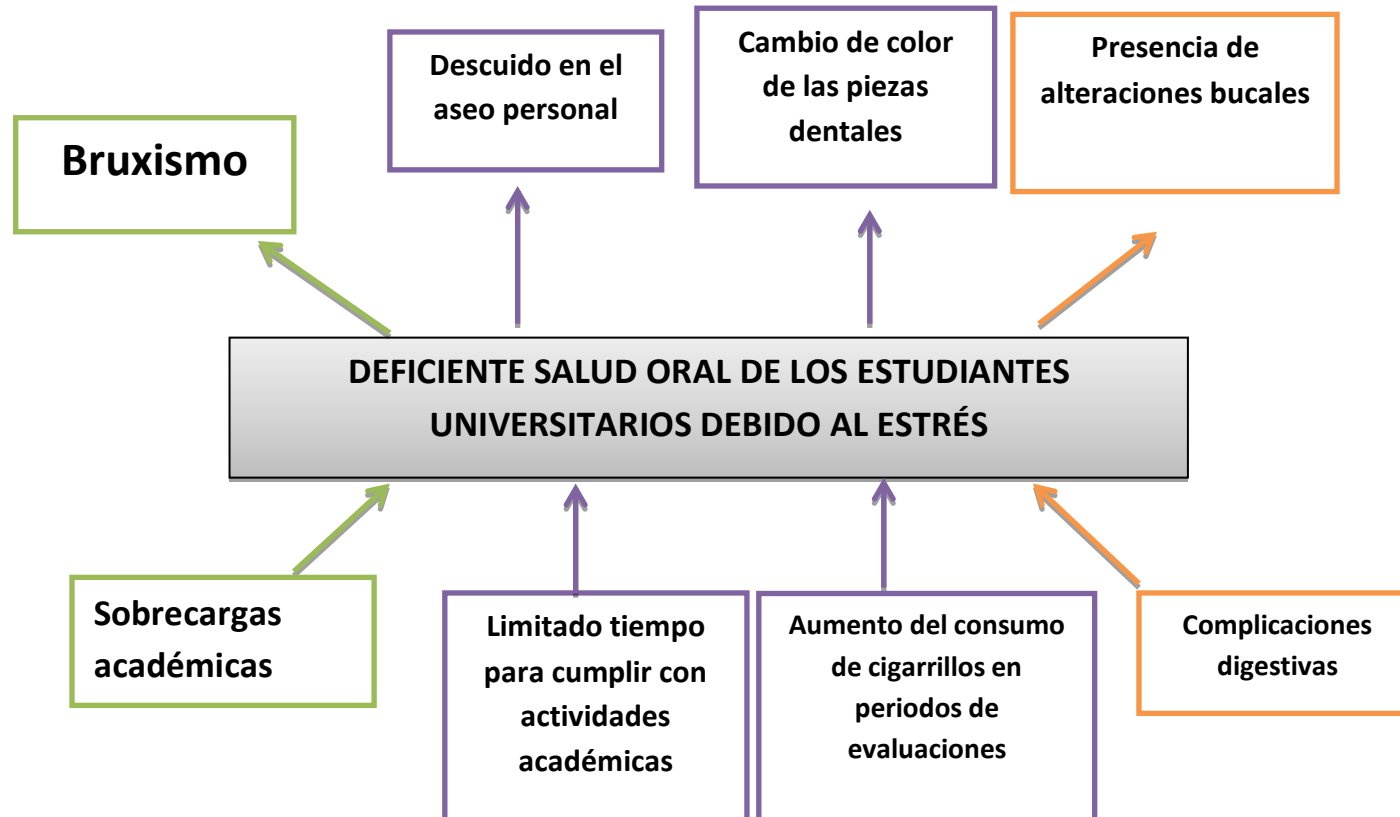 Bruxismo
Descuido en el
aseo personal
Cambio de color
de las piezas
dentales
Presencia de
alteraciones bucales
DEFICIENTE SALUD ORAL DE LOS ESTUDIANTES
UNIVERSITARIOS DEBIDO AL ESTRÉS
Sobrecargas
académicas
Limitado tiempo
para cumplir con
actividades
académicas
Aumento del consumo
de cigarrillos en
periodos de
evaluaciones
Complicaciones
digestivas